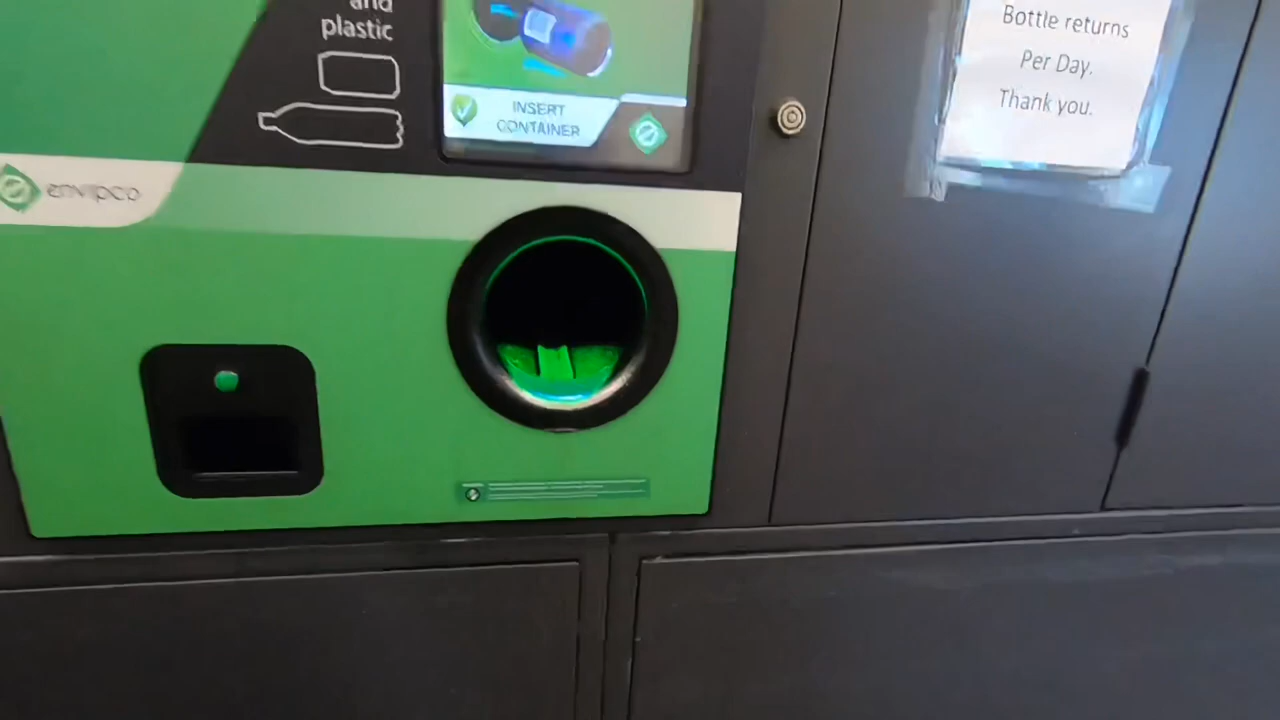 and
plastic
INSERT
CONTAINER
envipco
Bottle returns
Per Day.
Thank you.